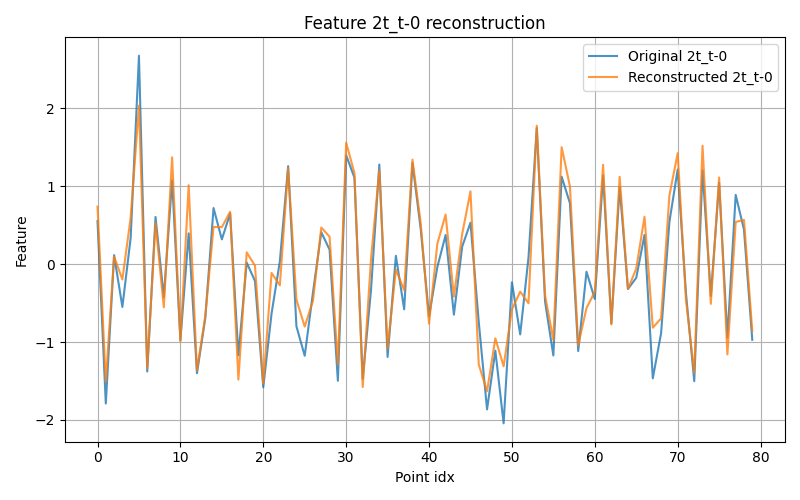 Feature 2t_t-0 reconstruction
Original 2t_t-0
Reconstructed 2t_t-0
Feature
2
1
0
−1
−2
0 10 20 30 40 50 60 70 80
Point idx